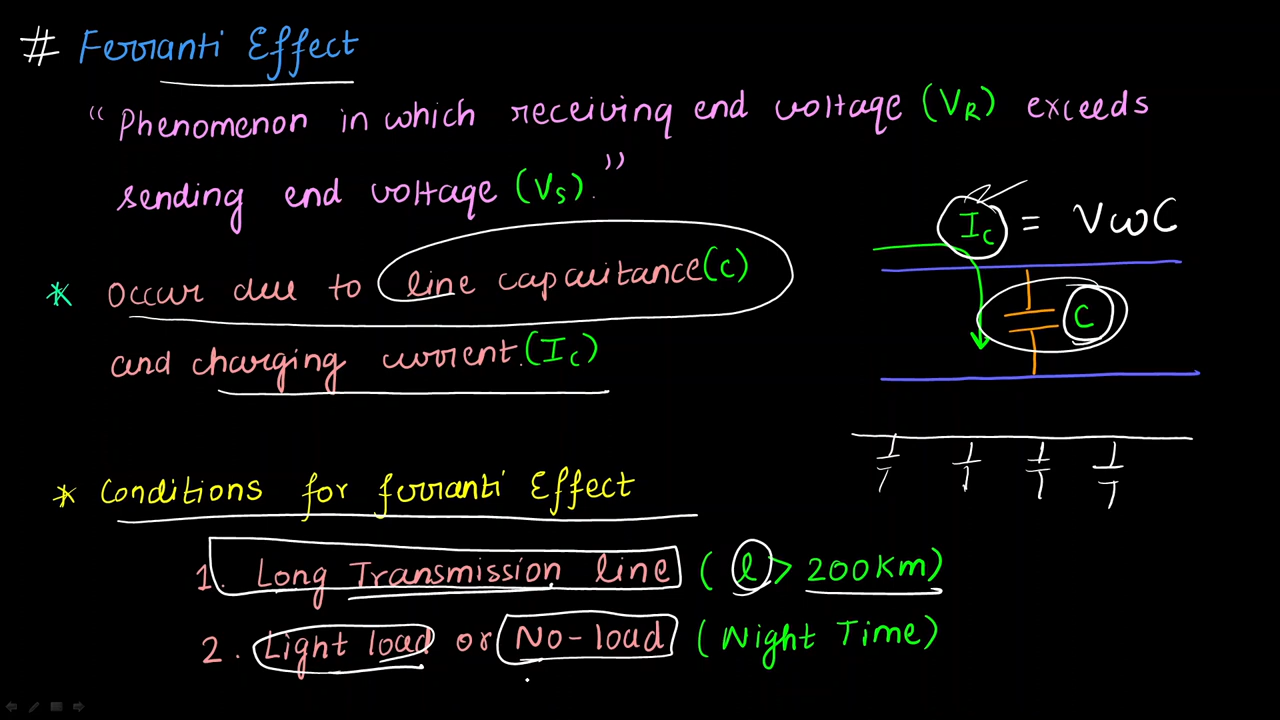 # Ferranti Effect
“Phenomenon in which receiving end voltage (VR) exceeds
sending end voltage (VS).”
* Occur due to line capacitance (C)
and charging current. (IC)
IC = VωC
C
* Conditions for ferranti Effect
1. Long Transmission line (l > 200Km)
2. Light load or No-load (Night Time)